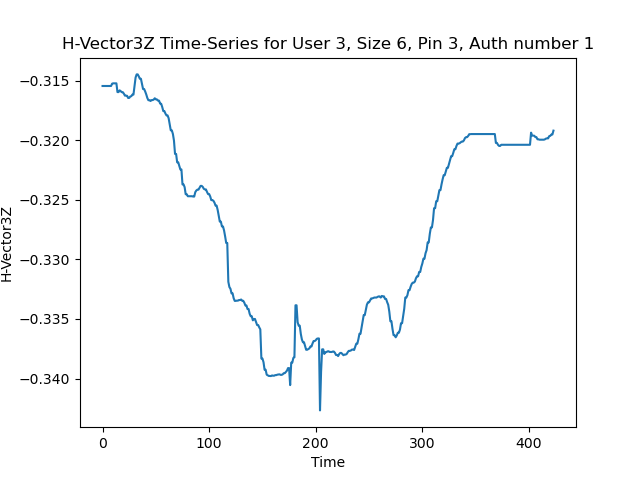 H-Vector3Z Time-Series for User 3, Size 6, Pin 3, Auth number 1
−0.315
−0.320
−0.325
−0.330
−0.335
−0.340
H-Vector3Z
0 100 200 300 400
Time